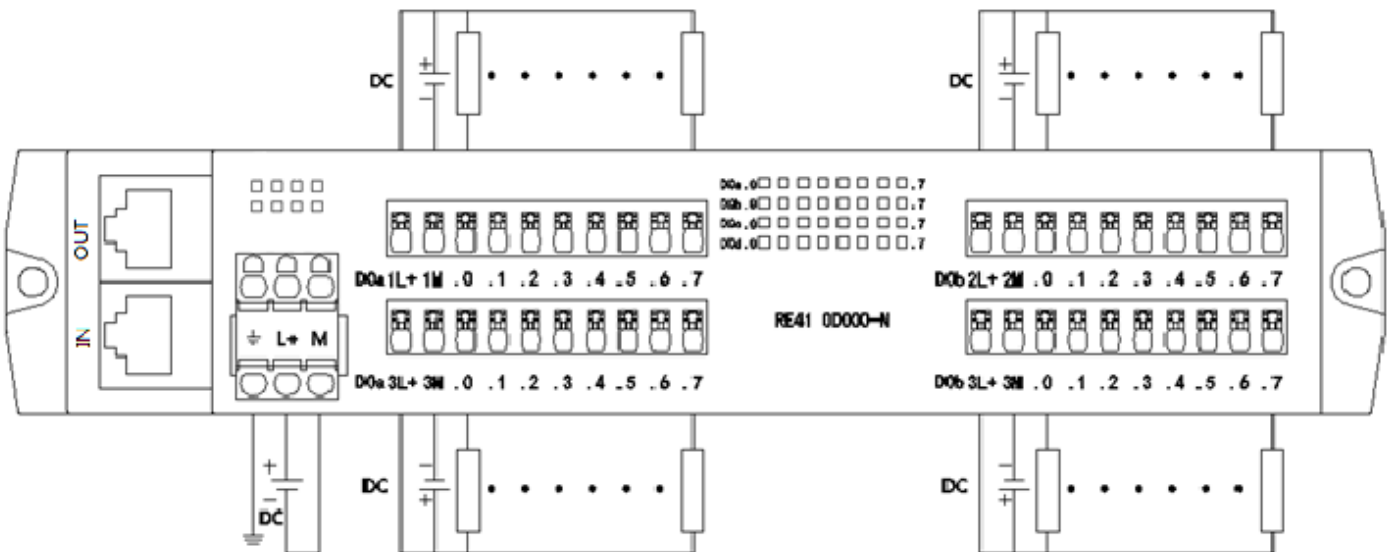 DC
DC
OUT
IN
DOa.0 .7
DOb.0 .7
DOc.0 .7
DOd.0 .7
DOa 1L+ 1M .0 .1 .2 .3 .4 .5 .6 .7
DOb 2L+ 2M .0 .1 .2 .3 .4 .5 .6 .7
L+ M
RE41 0D000-N
DOa 3L+ 3M .0 .1 .2 .3 .4 .5 .6 .7
DOb 3L+ 3M .0 .1 .2 .3 .4 .5 .6 .7
DC
DC
DC